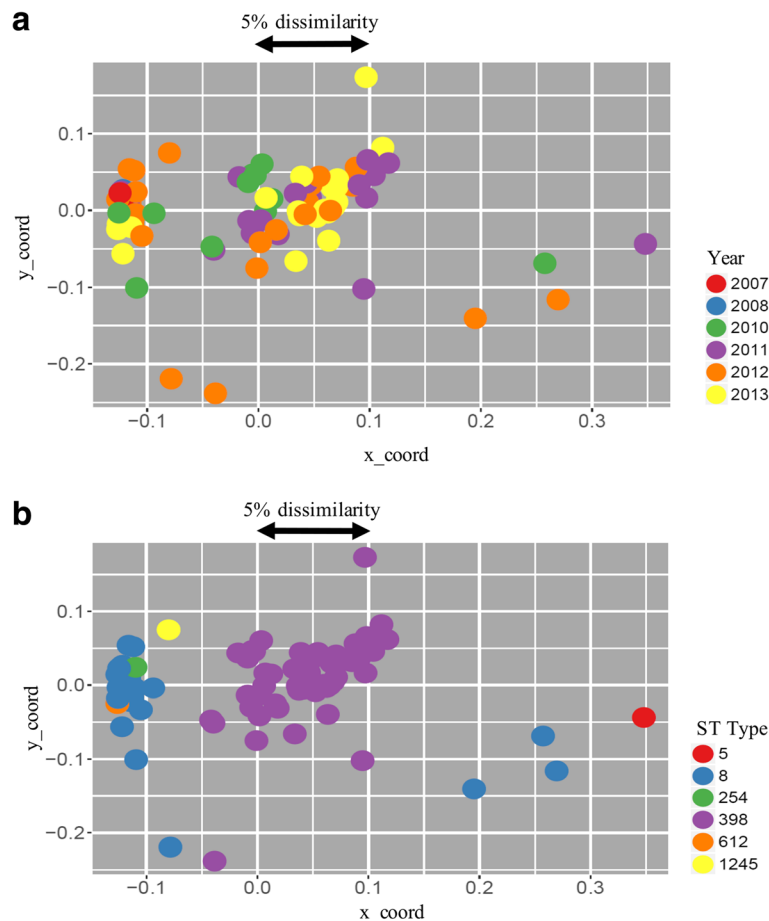 a
5% dissimilarity
0.1
0.0
−0.1
−0.2
y_coord
−0.1 0.0 0.1 0.2 0.3
x_coord
Year
2007
2008
2010
2011
2012
2013
b
5% dissimilarity
0.1
0.0
−0.1
−0.2
y_coord
−0.1 0.0 0.1 0.2 0.3
x_coord
ST Type
5
8
254
398
612
1245